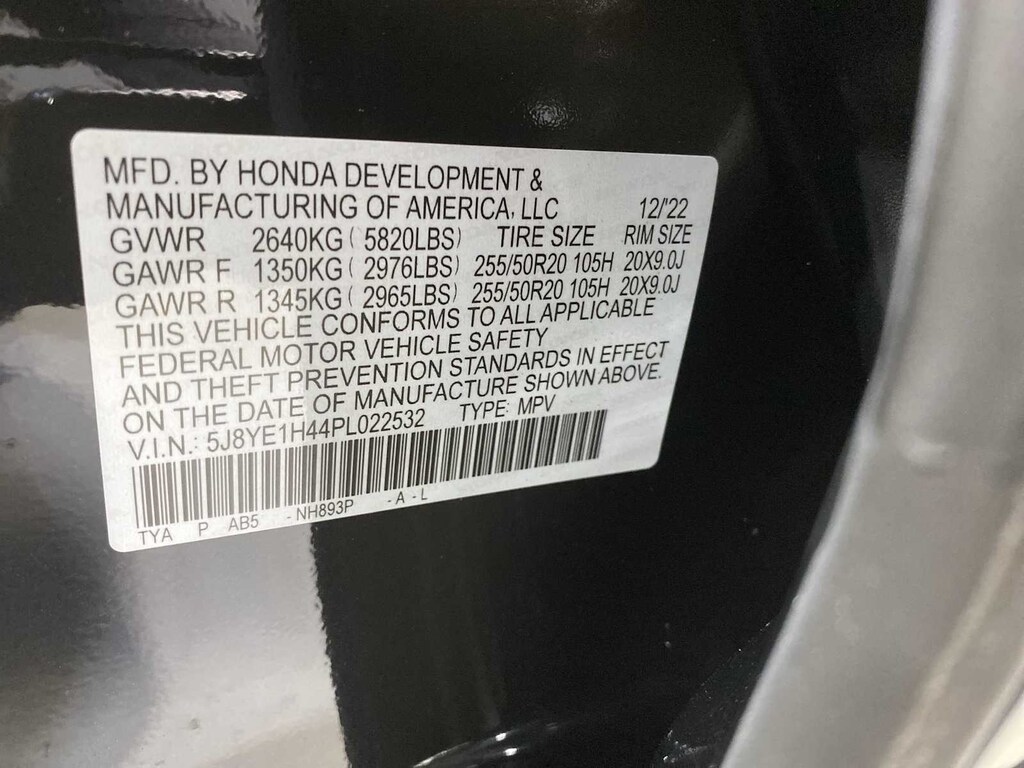 MFD. BY HONDA DEVELOPMENT &
MANUFACTURING OF AMERICA, LLC 12/'22
GVWR 2640KG ( 5820LBS) TIRE SIZE RIM SIZE
GAWR F 1350KG ( 2976LBS) 255/50R20 105H 20X9.0J
GAWR R 1345KG ( 2965LBS) 255/50R20 105H 20X9.0J
THIS VEHICLE CONFORMS TO ALL APPLICABLE
FEDERAL MOTOR VEHICLE SAFETY
AND THEFT PREVENTION STANDARDS IN EFFECT
ON THE DATE OF MANUFACTURE SHOWN ABOVE.
V.I.N.: 5J8YE1H44PL022532 TYPE: MPV
TYA P AB5 - NH893P - A - L